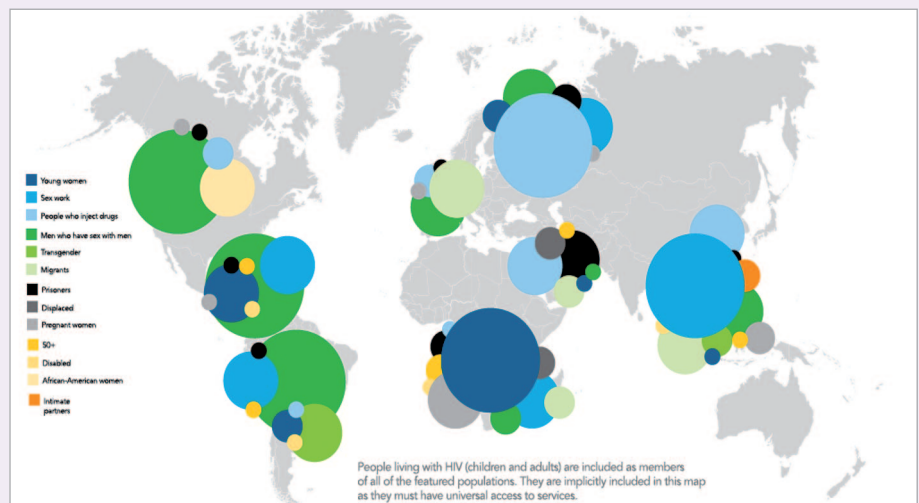 Young women
Sex work
People who inject drugs
Men who have sex with men
Transgender
Migrants
Prisoners
Displaced
Pregnant women
50+
Disabled
African-American women
Intimate
partners
People living with HIV (children and adults) are included as members
of all of the featured populations. They are implicitly included in this map
as they must have universal access to services.